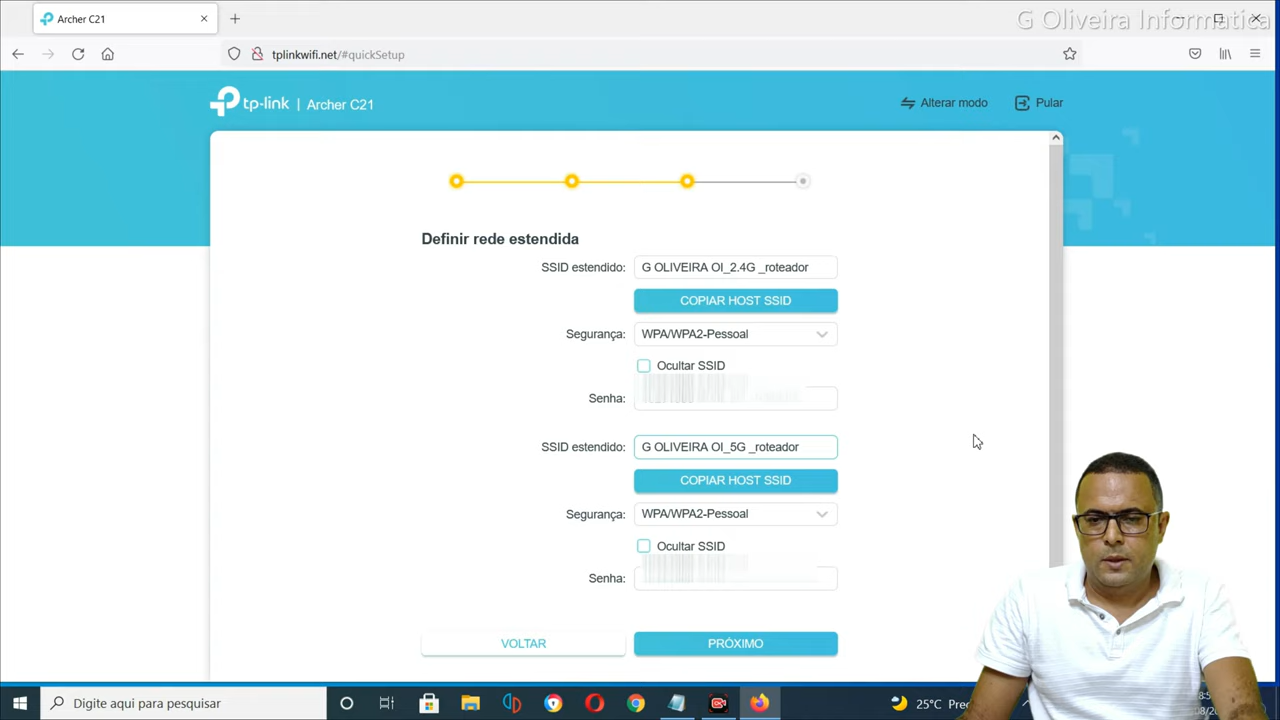 Archer C21
G Oliveira Informatica
tplinkwifi.net/#quickSetup
tp-link | Archer C21
Alterar modo
Pular
Definir rede estendida
SSID estendido: G OLIVEIRA OI_2.4G _roteador
COPIAR HOST SSID
Segurança: WPA/WPA2-Pessoal
Ocultar SSID
Senha:
SSID estendido: G OLIVEIRA OI_5G _roteador
COPIAR HOST SSID
Segurança: WPA/WPA2-Pessoal
Ocultar SSID
Senha:
VOLTAR
PRÓXIMO
Digite aqui para pesquisar
25°C